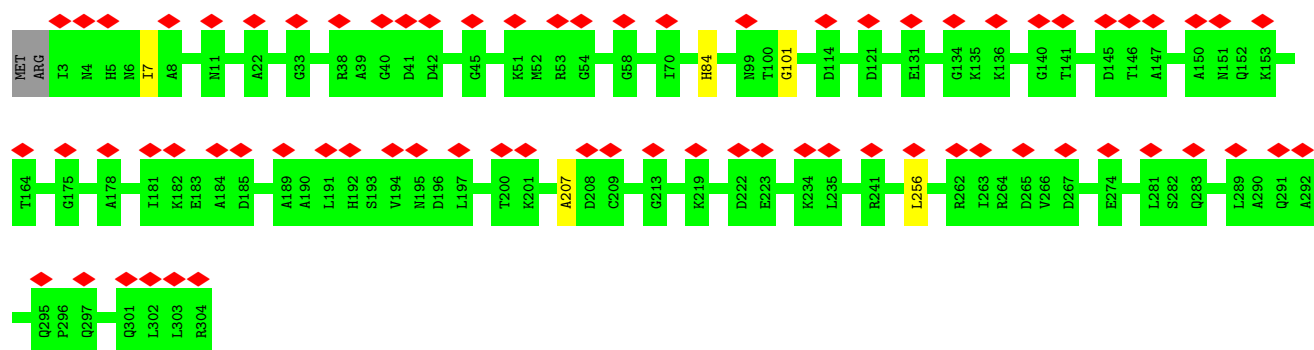 MET ARG I3 N4 H5 N6 I7 A8 N11 A22 G33 R38 A39 G40 D41 D42 G45 K51 M52 R53 G54 G58 I70 H84 N99 T100 G101 D114 D121 E131 G134 K135 K136 G140 T141 D145 T146 A147 A150 N151 Q152 K153
T164 G175 A178 I181 K182 E183 A184 D185 A189 A190 L191 H192 S193 V194 N195 D196 L197 T200 K201 A207 D208 C209 G213 K219 D222 E223 K234 L235 R241 L256 R262 I263 R264 D265 V266 D267 E274 L281 S282 Q283 L289 A290 Q291 A292
Q295 P296 Q297 Q301 L302 L303 R304